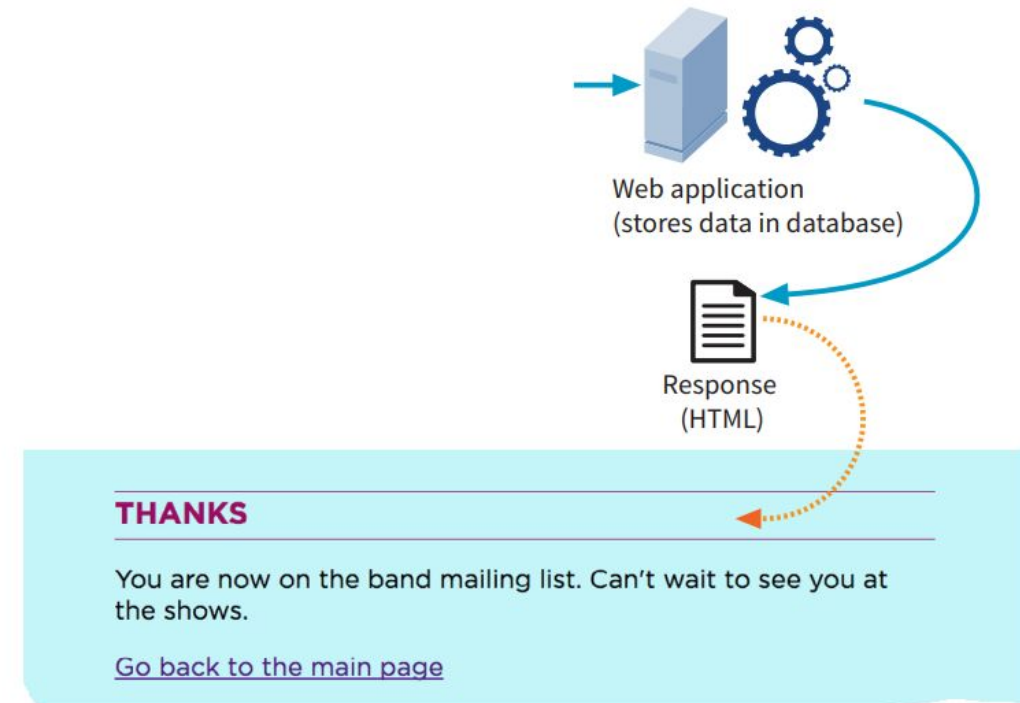 Web application
(stores data in database)
Response
(HTML)
THANKS
You are now on the band mailing list. Can't wait to see you at
the shows.
Go back to the main page